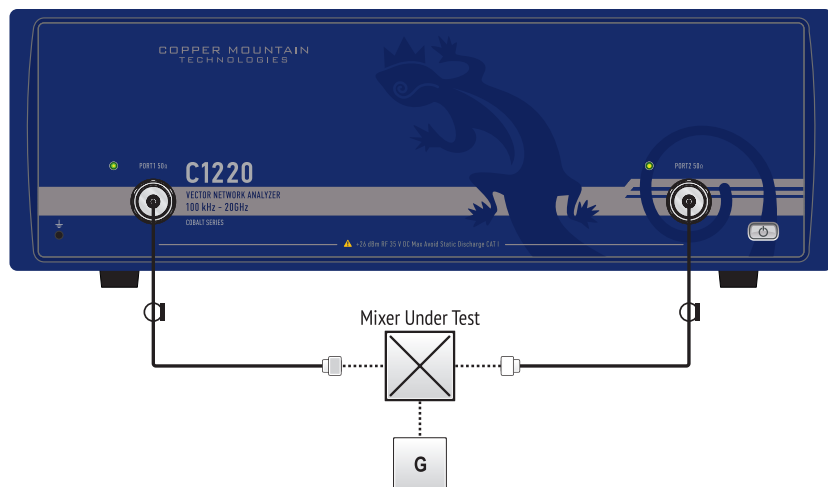 COPPER MOUNTAIN
TECHNOLOGIES
PORT1 50Ω
C1220
VECTOR NETWORK ANALYZER
100 kHz - 20GHz
COBALT SERIES
PORT2 50Ω
+26 dBm RF 35 V DC Max Avoid Static Discharge CAT I
Mixer Under Test
G